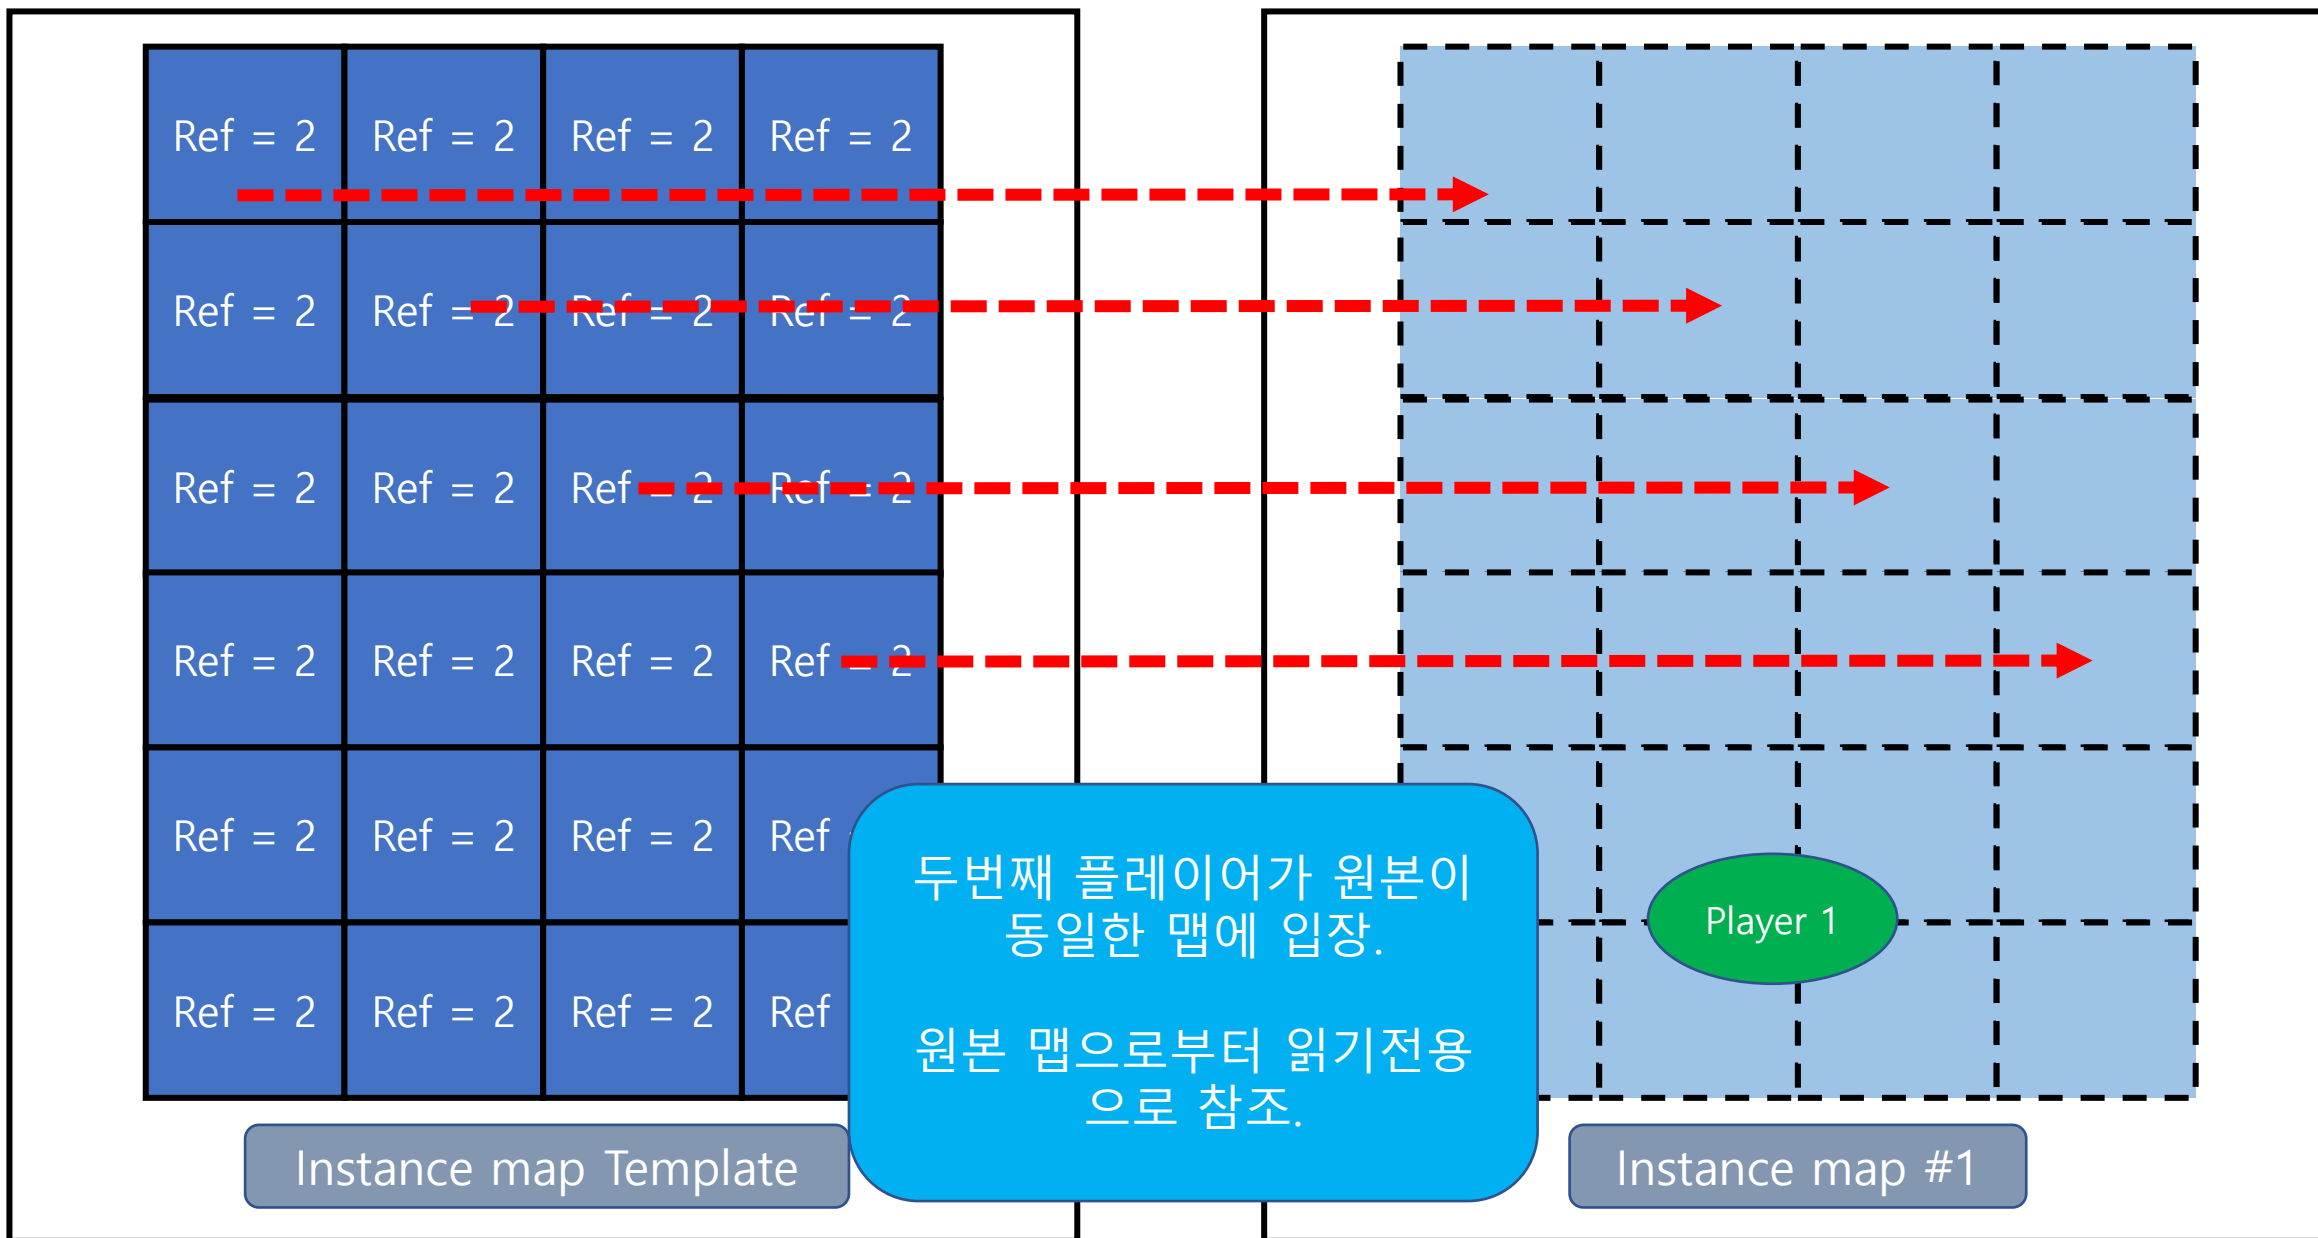 Ref = 2 Ref = 2 Ref = 2 Ref = 2
Ref = 2 Ref = 2 Ref = 2 Ref = 2
Ref = 2 Ref = 2 Ref = 2 Ref = 2
Ref = 2 Ref = 2 Ref = 2 Ref = 2
Ref = 2 Ref = 2 Ref = 2 Ref
Ref = 2 Ref = 2 Ref = 2 Ref
두번째 플레이어가 원본이
동일한 맵에 입장.
원본 맵으로부터 읽기전용
으로 참조.
Player 1
Instance map Template
Instance map #1